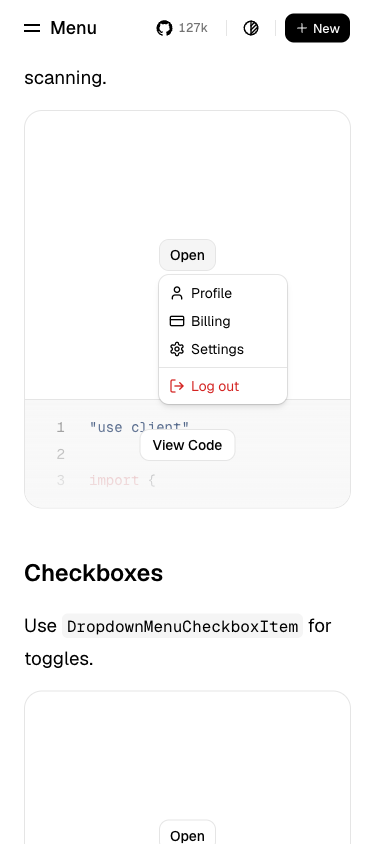 Menu
127k
New
scanning.
Open
Profile
Billing
Settings
Log out
1 "use client"
2
View Code
3 import {
Checkboxes
Use DropdownMenuCheckboxItem for
toggles.
Open